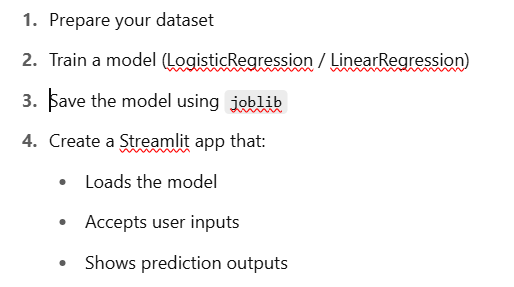 1. Prepare your dataset
2. Train a model (LogisticRegression / LinearRegression)
3. Save the model using joblib
4. Create a Streamlit app that:
• Loads the model
• Accepts user inputs
• Shows prediction outputs